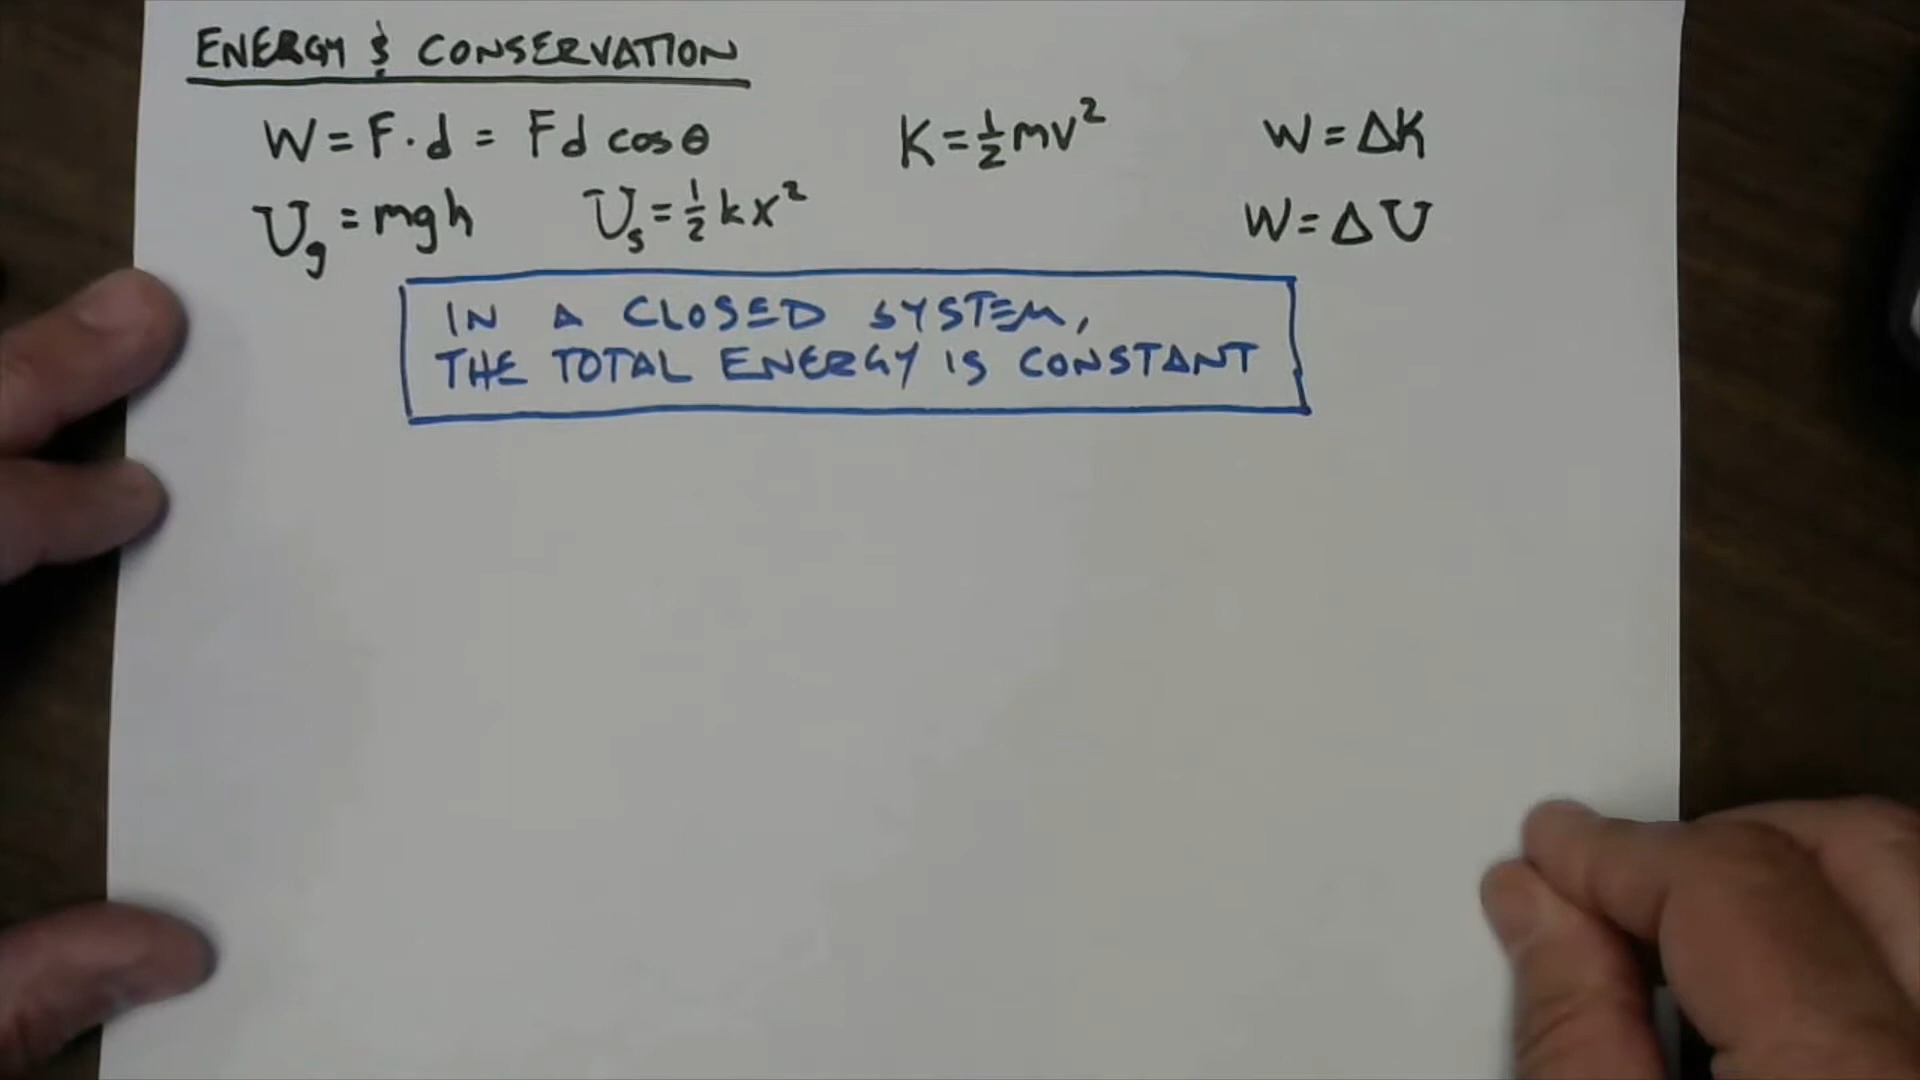 ENERGY & CONSERVATION
W = F · d = Fd cos θ K = ½mv² W = ΔK
U_g = mgh U_s = ½kx² W = ΔU
IN A CLOSED SYSTEM,
THE TOTAL ENERGY IS CONSTANT